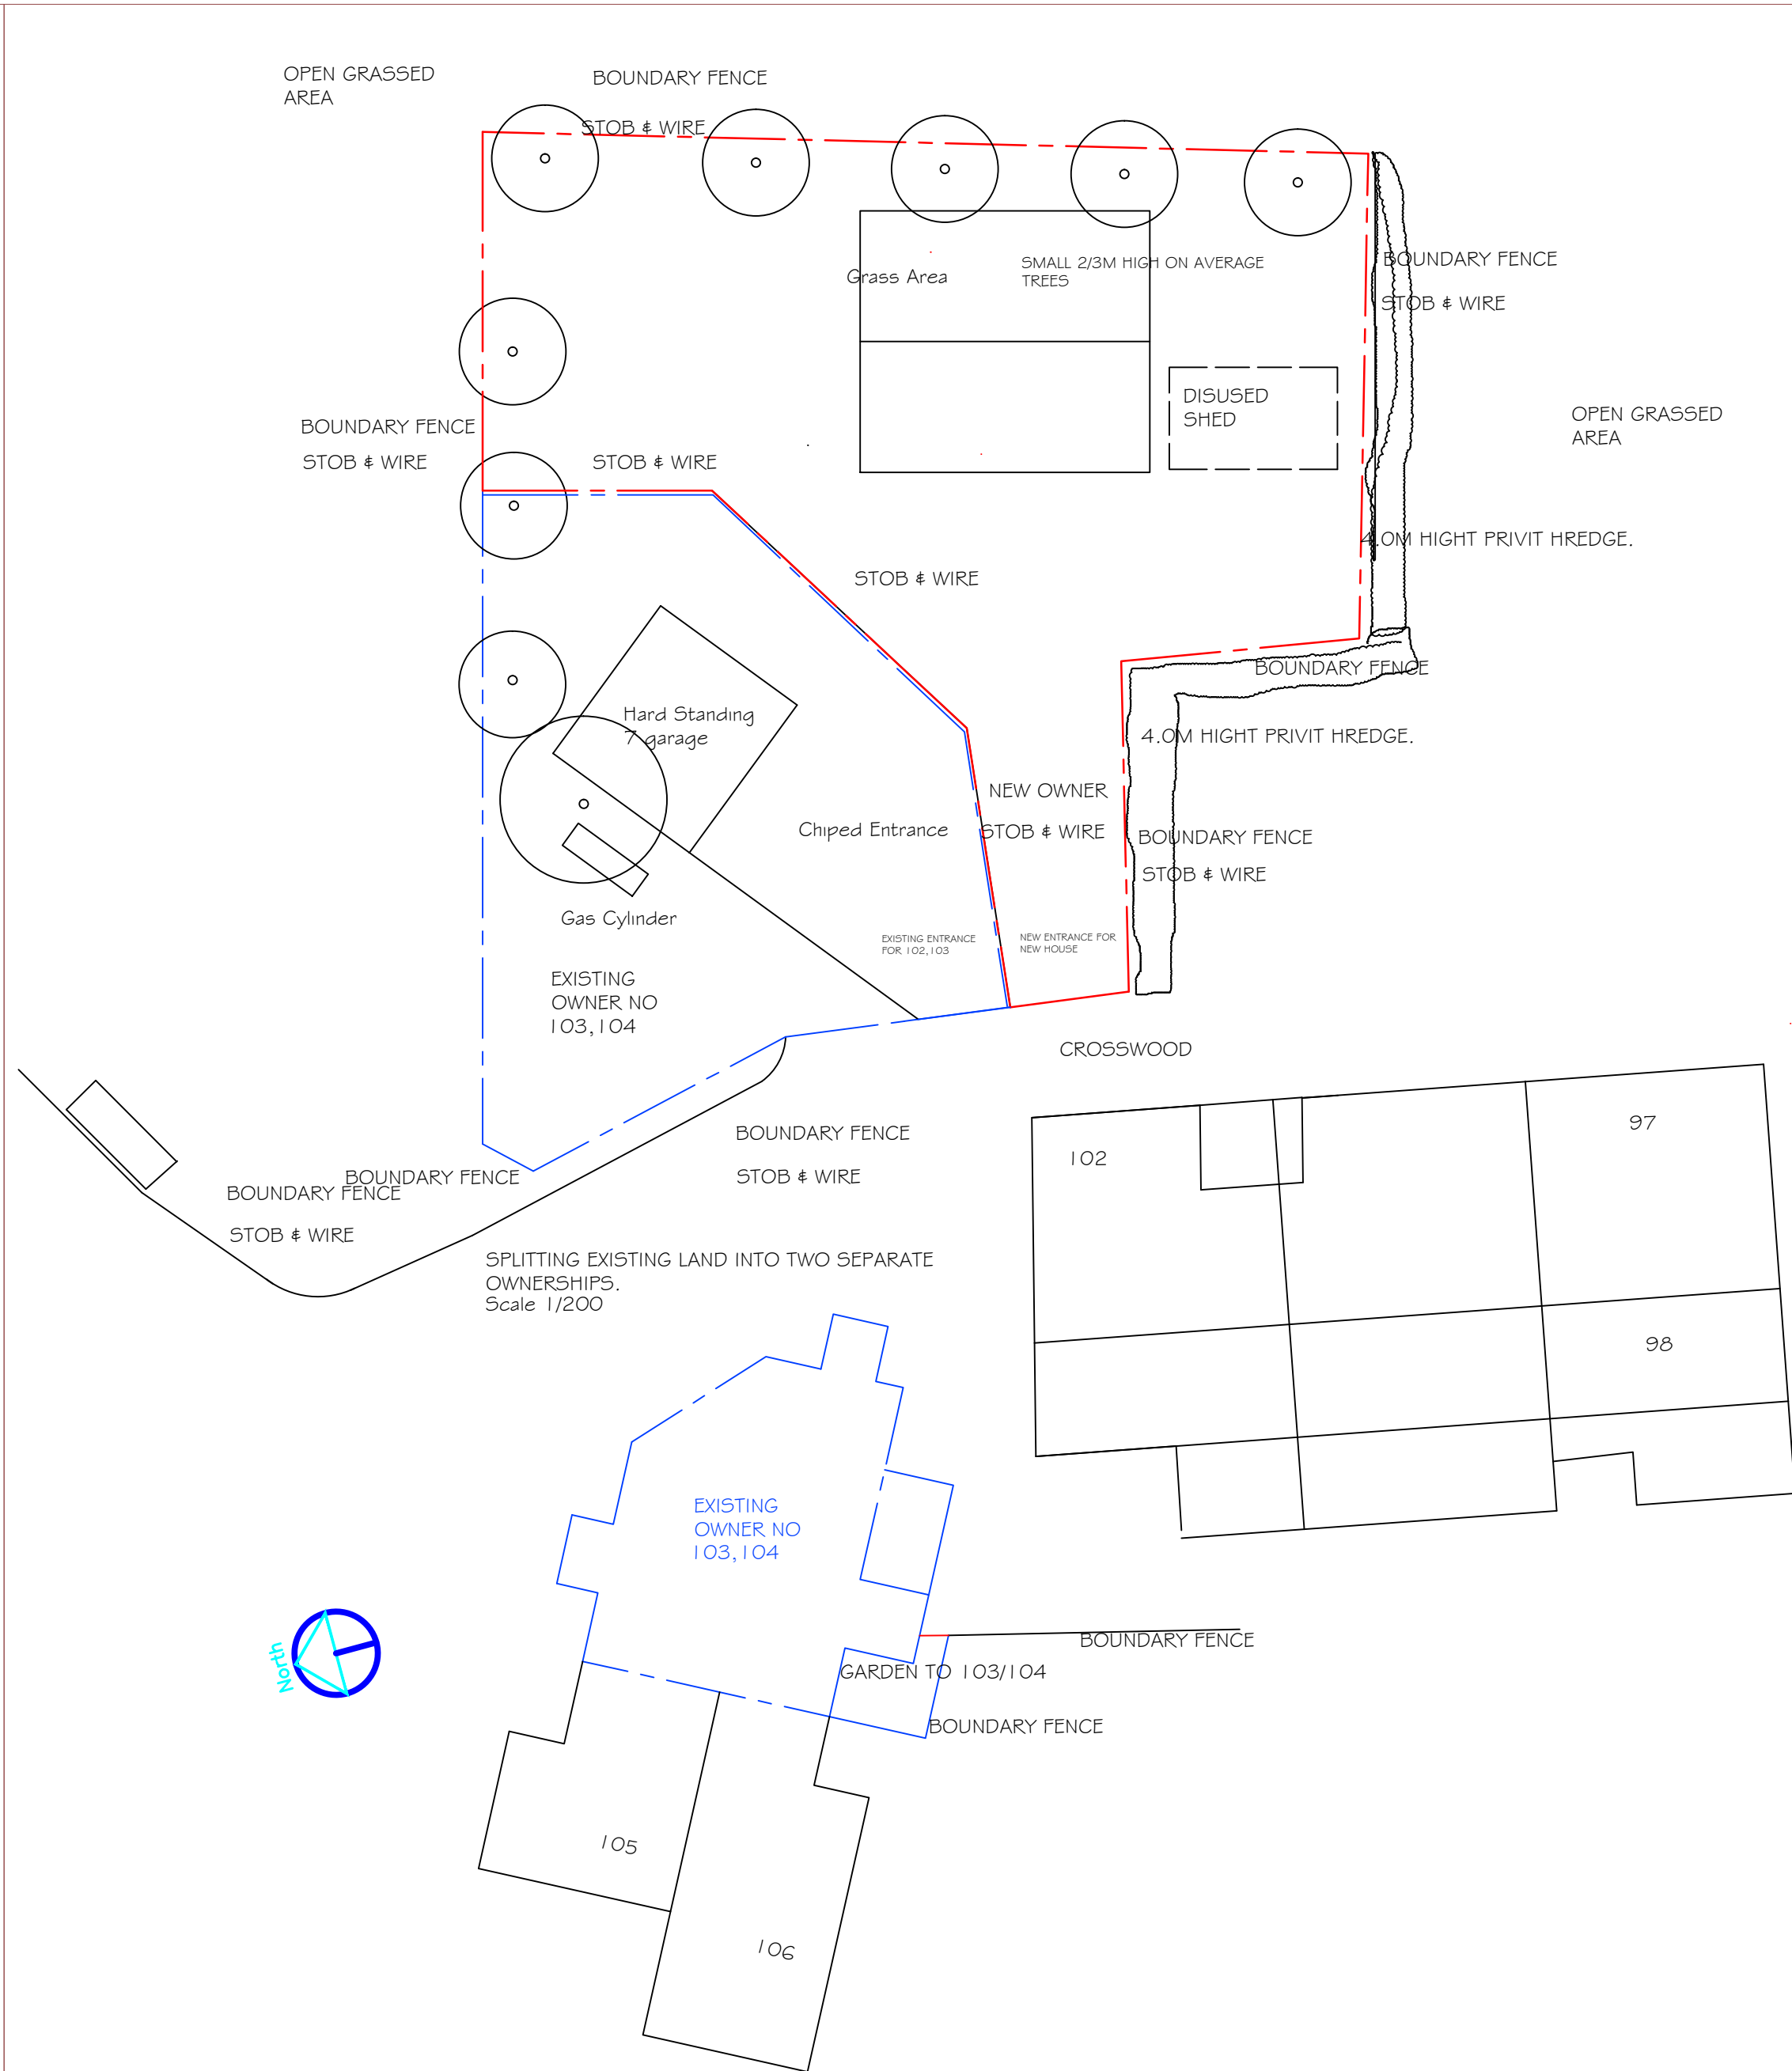 OPEN GRASSED
AREA
BOUNDARY FENCE
STOB & WIRE
Grass Area
SMALL 2/3M HIGH ON AVERAGE
TREES
BOUNDARY FENCE
STOB & WIRE
DISUSED
SHED
OPEN GRASSED
AREA
BOUNDARY FENCE
STOB & WIRE
STOB & WIRE
4.0M HIGHT PRIVIT HREDGE.
STOB & WIRE
BOUNDARY FENCE
Hard Standing
7 garage
4.0M HIGHT PRIVIT HREDGE.
NEW OWNER
STOB & WIRE
Chiped Entrance
BOUNDARY FENCE
STOB & WIRE
Gas Cylinder
EXISTING ENTRANCE
FOR 102,103
NEW ENTRANCE FOR
NEW HOUSE
EXISTING
OWNER NO
103,104
CROSSWOOD
BOUNDARY FENCE
STOB & WIRE
102
97
BOUNDARY FENCE
BOUNDARY FENCE
STOB & WIRE
SPLITTING EXISTING LAND INTO TWO SEPARATE
OWNERSHIPS.
Scale 1/200
98
EXISTING
OWNER NO
103,104
North
BOUNDARY FENCE
GARDEN TO 103/104
BOUNDARY FENCE
105
106